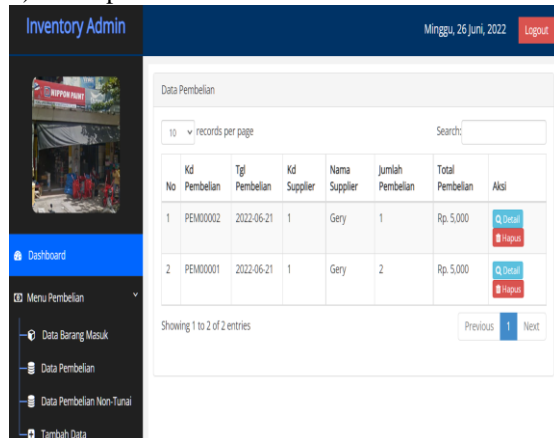 Inventory Admin
Minggu, 26 Juni, 2022
Logout
NIPPON PAINT
Dashboard
Menu Pembelian
Data Barang Masuk
Data Pembelian
Data Pembelian Non-Tunai
Tambah Data
Data Pembelian
10 records per page
Search:
No Kd Pembelian Tgl Pembelian Kd Supplier Nama Supplier Jumlah Pembelian Total Pembelian Aksi
1 PEM00002 2022-06-21 1 Gery 1 Rp. 5,000 Detail
Hapus
2 PEM00001 2022-06-21 1 Gery 2 Rp. 5,000 Detail
Hapus
Showing 1 to 2 of 2 entries
Previous 1 Next